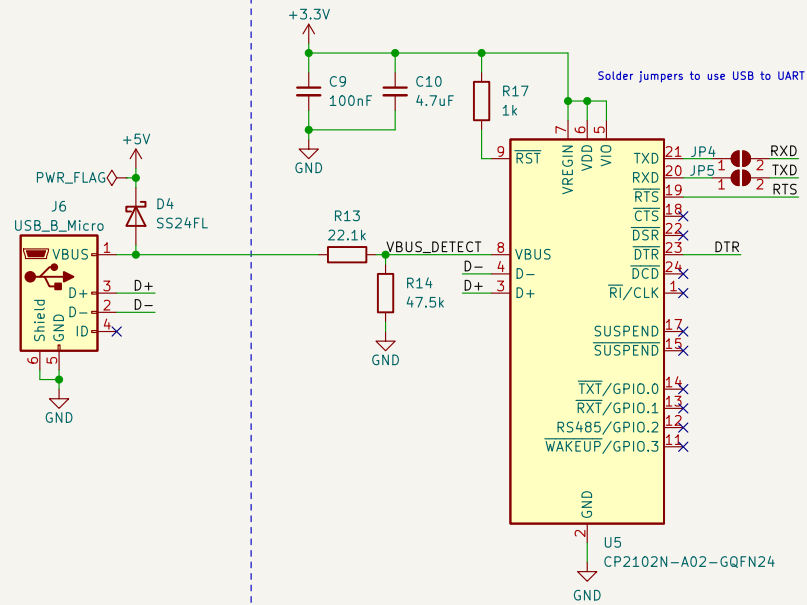 +3.3V
Solder jumpers to use USB to UART
C9
100nF
C10
4.7uF
R17
1k
GND
+5V
PWR_FLAG
D4
SS24FL
J6
USB_B_Micro
VBUS 1
D+ 3 D+
D- 2 D-
ID 4
Shield
GND
6
5
GND
R13
22.1k
VBUS_DETECT
R14
47.5k
GND
7
6
5
VREGIN
VDD
VIO
9 RST
8 VBUS
D- 4 D-
D+ 3 D+
TXD 21 JP4 1 2 RXD
RXD 20 JP5 1 2 TXD
RTS 19 RTS
CTS 18
DSR 22
DTR 23 DTR
DCD 24
RI/CLK 1
SUSPEND 17
SUSPEND 15
TXT/GPIO.0 14
RXT/GPIO.1 13
RS485/GPIO.2 12
WAKEUP/GPIO.3 11
GND
2
U5
CP2102N-A02-GQFN24
GND